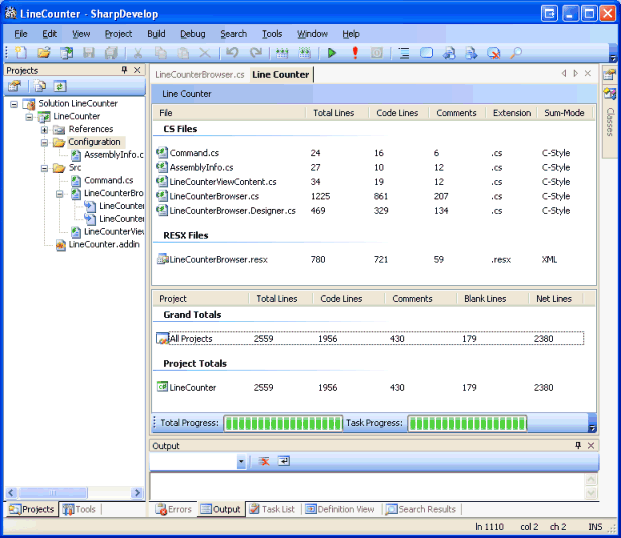 LineCounter - SharpDevelop
File Edit View Project Build Debug Search Tools Window Help
Projects
Solution LineCounter
LineCounter
References
Configuration
AssemblyInfo.c
Src
Command.cs
LineCounterBro
LineCounter
LineCounter
LineCounterVie
LineCounter.addin
Projects Tools
LineCounterBrowser.cs Line Counter
Line Counter
File Total Lines Code Lines Comments Extension Sum-Mode
CS Files
Command.cs 24 16 6 .cs C-Style
AssemblyInfo.cs 27 10 12 .cs C-Style
LineCounterViewContent.cs 34 19 12 .cs C-Style
LineCounterBrowser.cs 1225 861 207 .cs C-Style
LineCounterBrowser.Designer.cs 469 329 134 .cs C-Style
RESX Files
LineCounterBrowser.resx 780 721 59 .resx XML
Project Total Lines Code Lines Comments Blank Lines Net Lines
Grand Totals
All Projects 2559 1956 430 179 2380
Project Totals
C# LineCounter 2559 1956 430 179 2380
Total Progress: Task Progress:
Classes
Output
Errors Output Task List Definition View Search Results
ln 1110 col 2 ch 2 INS